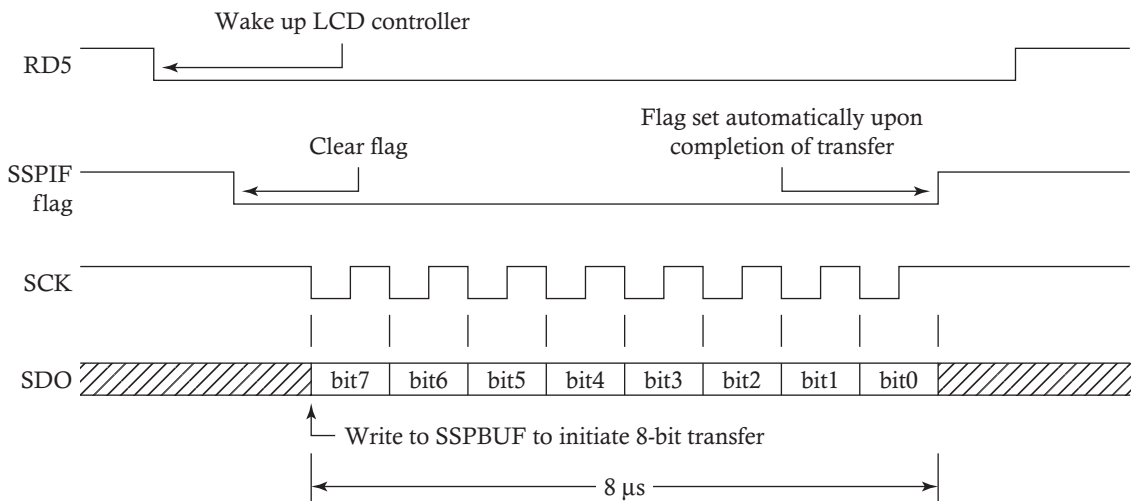 Wake up LCD controller
RD5
Flag set automatically upon
completion of transfer
Clear flag
SSPIF
flag
SCK
SDO
bit7 bit6 bit5 bit4 bit3 bit2 bit1 bit0
Write to SSPBUF to initiate 8-bit transfer
8 μs